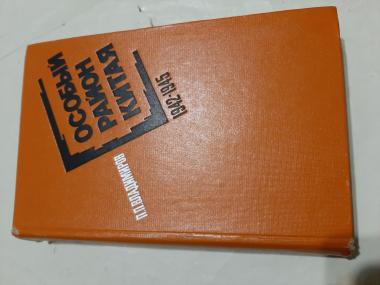 П.П.ВЛАДИМИРОВ
ОСОБЫЙ
РАЙОН
КИТАЯ
1942-1945